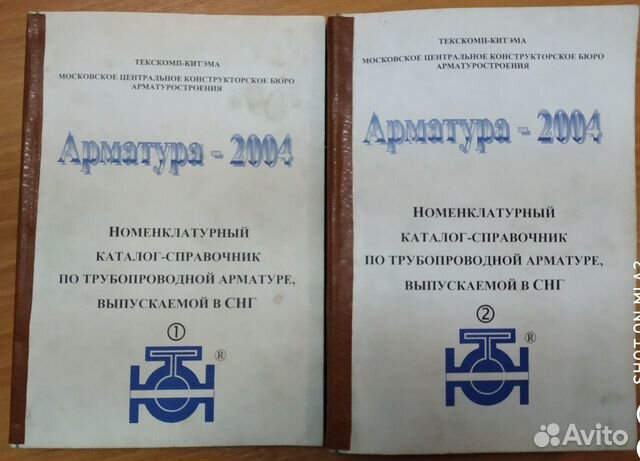 ТЕКСКОМП-КИТЭМА
МОСКОВСКОЕ ЦЕНТРАЛЬНОЕ КОНСТРУКТОРСКОЕ БЮРО
АРМАТУРОСТРОЕНИЯ
Арматура - 2004
НОМЕНКЛАТУРНЫЙ
КАТАЛОГ-СПРАВОЧНИК
ПО ТРУБОПРОВОДНОЙ АРМАТУРЕ,
ВЫПУСКАЕМОЙ В СНГ
①
®
ТЕКСКОМП-КИТЭМА
МОСКОВСКОЕ ЦЕНТРАЛЬНОЕ КОНСТРУКТОРСКОЕ БЮРО
АРМАТУРОСТРОЕНИЯ
Арматура - 2004
НОМЕНКЛАТУРНЫЙ
КАТАЛОГ-СПРАВОЧНИК
ПО ТРУБОПРОВОДНОЙ АРМАТУРЕ,
ВЫПУСКАЕМОЙ В СНГ
②
®
SHOT ON MI A2
Avito